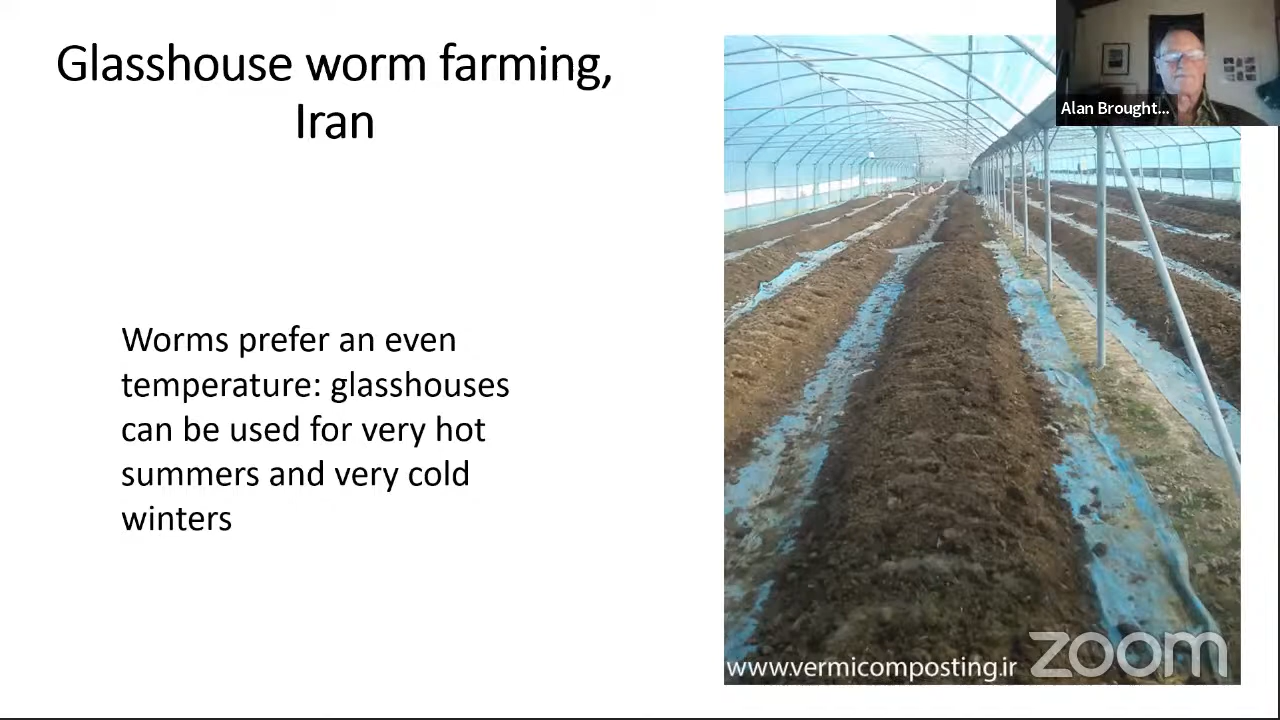 Glasshouse worm farming,
Iran
Alan Brought...
Worms prefer an even
temperature: glasshouses
can be used for very hot
summers and very cold
winters
www.vermicomposting.ir
zoom